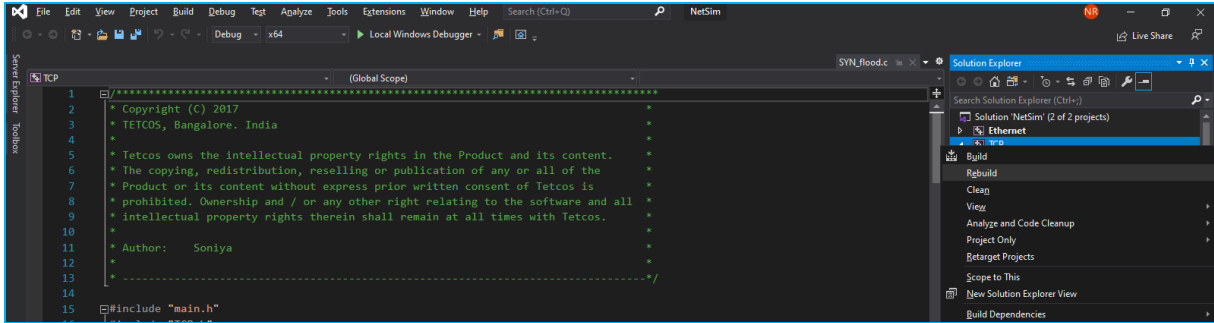 File Edit View Project Build Debug Test Analyze Tools Extensions Window Help Search (Ctrl+Q) NetSim NR
Debug x64 Local Windows Debugger Live Share
Server Explorer
Toolbox
SYN_flood.c
TCP (Global Scope)
1 /*****************************************************************************
2 * Copyright (C) 2017 *
3 * TETCOS, Bangalore. India *
4 * *
5 * Tetcos owns the intellectual property rights in the Product and its content. *
6 * The copying, redistribution, reselling or publication of any or all of the *
7 * Product or its content without express prior written consent of Tetcos is *
8 * prohibited. Ownership and / or any other right relating to the software and all *
9 * intellectual property rights therein shall remain at all times with Tetcos. *
10 * *
11 * Author: Soniya *
12 * *
13 * ---------------------------------------------------------------------------------*/
14
15 #include "main.h"
Solution Explorer
Search Solution Explorer (Ctrl+;)
Solution 'NetSim' (2 of 2 projects)
Ethernet
TCP
Build
Rebuild
Clean
View
Analyze and Code Cleanup
Project Only
Retarget Projects
Scope to This
New Solution Explorer View
Build Dependencies